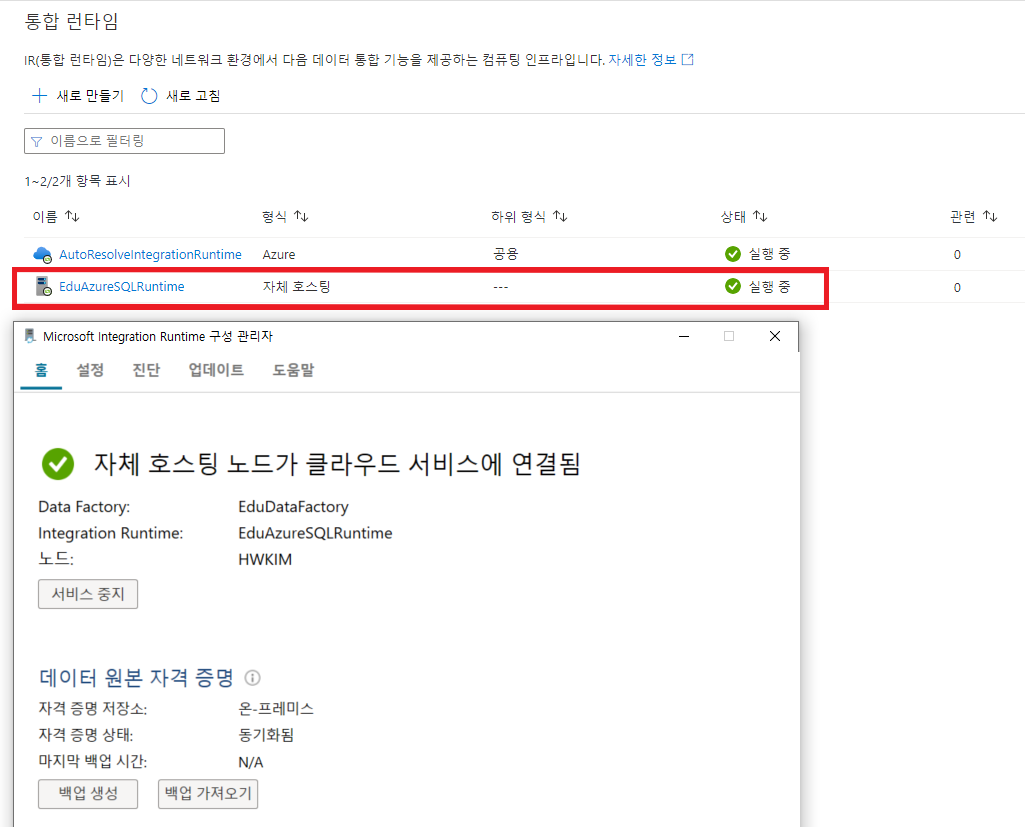 통합 런타임
IR(통합 런타임)은 다양한 네트워크 환경에서 다음 데이터 통합 기능을 제공하는 컴퓨팅 인프라입니다. 자세한 정보
새로 만들기 새로 고침
이름으로 필터링
1~2/2개 항목 표시
이름 형식 하위 형식 상태 관련
AutoResolveIntegrationRuntime Azure 공용 실행 중 0
EduAzureSQLRuntime 자체 호스팅 --- 실행 중 0
Microsoft Integration Runtime 구성 관리자
홈 설정 진단 업데이트 도움말
자체 호스팅 노드가 클라우드 서비스에 연결됨
Data Factory: EduDataFactory
Integration Runtime: EduAzureSQLRuntime
노드: HWKIM
서비스 중지
데이터 원본 자격 증명
자격 증명 저장소: 온-프레미스
자격 증명 상태: 동기화됨
마지막 백업 시간: N/A
백업 생성 백업 가져오기